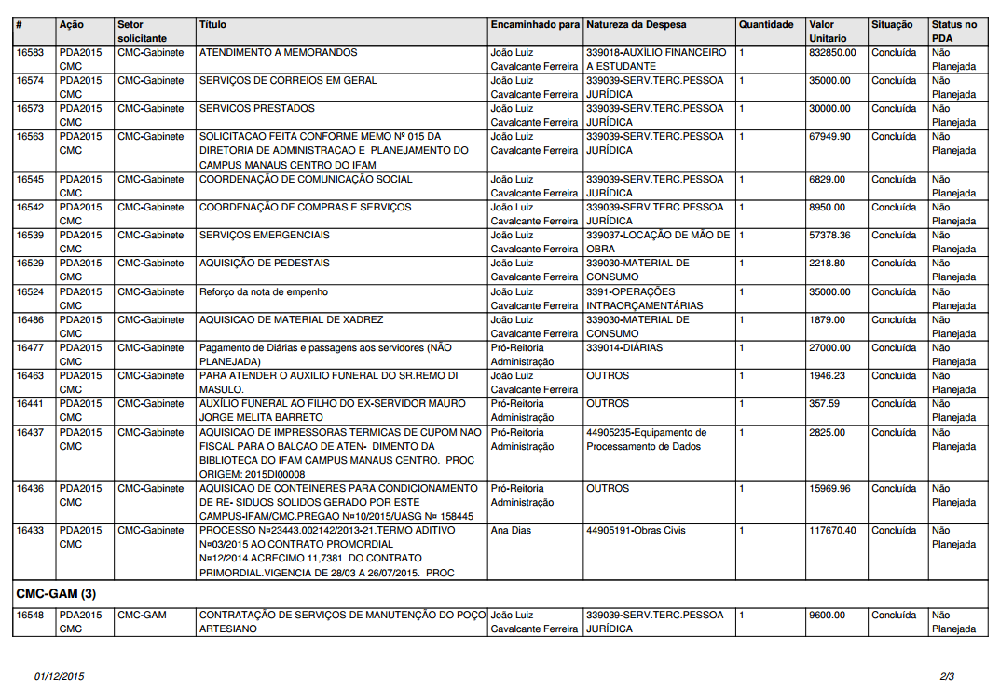 # Ação Setor Título Encaminhado para Natureza da Despesa Quantidade Valor Situação Status no
solicitante Unitario PDA
16583 PDA2015 CMC-Gabinete ATENDIMENTO A MEMORANDOS João Luiz 339018-AUXÍLIO FINANCEIRO 1 832850.00 Concluída Não
CMC Cavalcante Ferreira A ESTUDANTE Planejada
16574 PDA2015 CMC-Gabinete SERVIÇOS DE CORREIOS EM GERAL João Luiz 339039-SERV.TERC.PESSOA 1 35000.00 Concluída Não
CMC Cavalcante Ferreira JURÍDICA Planejada
16573 PDA2015 CMC-Gabinete SERVICOS PRESTADOS João Luiz 339039-SERV.TERC.PESSOA 1 30000.00 Concluída Não
CMC Cavalcante Ferreira JURÍDICA Planejada
16563 PDA2015 CMC-Gabinete SOLICITACAO FEITA CONFORME MEMO Nº 015 DA João Luiz 339039-SERV.TERC.PESSOA 1 67949.90 Concluída Não
CMC DIRETORIA DE ADMINISTRACAO E PLANEJAMENTO DO Cavalcante Ferreira JURÍDICA Planejada
CAMPUS MANAUS CENTRO DO IFAM
16545 PDA2015 CMC-Gabinete COORDENAÇÃO DE COMUNICAÇÃO SOCIAL João Luiz 339039-SERV.TERC.PESSOA 1 6829.00 Concluída Não
CMC Cavalcante Ferreira JURÍDICA Planejada
16542 PDA2015 CMC-Gabinete COORDENAÇÃO DE COMPRAS E SERVIÇOS João Luiz 339039-SERV.TERC.PESSOA 1 8950.00 Concluída Não
CMC Cavalcante Ferreira JURÍDICA Planejada
16539 PDA2015 CMC-Gabinete SERVIÇOS EMERGENCIAIS João Luiz 339037-LOCAÇÃO DE MÃO DE 1 57378.36 Concluída Não
CMC Cavalcante Ferreira OBRA Planejada
16529 PDA2015 CMC-Gabinete AQUISIÇÃO DE PEDESTAIS João Luiz 339030-MATERIAL DE 1 2218.80 Concluída Não
CMC Cavalcante Ferreira CONSUMO Planejada
16524 PDA2015 CMC-Gabinete Reforço da nota de empenho João Luiz 3391-OPERAÇÕES 1 35000.00 Concluída Não
CMC Cavalcante Ferreira INTRAORÇAMENTÁRIAS Planejada
16486 PDA2015 CMC-Gabinete AQUISICAO DE MATERIAL DE XADREZ João Luiz 339030-MATERIAL DE 1 1879.00 Concluída Não
CMC Cavalcante Ferreira CONSUMO Planejada
16477 PDA2015 CMC-Gabinete Pagamento de Diárias e passagens aos servidores (NÃO Pró-Reitoria 339014-DIÁRIAS 1 27000.00 Concluída Não
CMC PLANEJADA) Administração Planejada
16463 PDA2015 CMC-Gabinete PARA ATENDER O AUXILIO FUNERAL DO SR.REMO DI João Luiz OUTROS 1 1946.23 Concluída Não
CMC MASULO. Cavalcante Ferreira Planejada
16441 PDA2015 CMC-Gabinete AUXÍLIO FUNERAL AO FILHO DO EX-SERVIDOR MAURO Pró-Reitoria OUTROS 1 357.59 Concluída Não
CMC JORGE MELITA BARRETO Administração Planejada
16437 PDA2015 CMC-Gabinete AQUISICAO DE IMPRESSORAS TERMICAS DE CUPOM NAO Pró-Reitoria 44905235-Equipamento de 1 2825.00 Concluída Não
CMC FISCAL PARA O BALCAO DE ATEN- DIMENTO DA Administração Processamento de Dados Planejada
BIBLIOTECA DO IFAM CAMPUS MANAUS CENTRO. PROC
ORIGEM: 2015DI00008
16436 PDA2015 CMC-Gabinete AQUISICAO DE CONTEINERES PARA CONDICIONAMENTO Pró-Reitoria OUTROS 1 15969.96 Concluída Não
CMC DE RE- SIDUOS SOLIDOS GERADO POR ESTE Administração Planejada
CAMPUS-IFAM/CMC.PREGAO N¤10/2015/UASG N¤ 158445
16433 PDA2015 CMC-Gabinete PROCESSO N¤23443.002142/2013-21.TERMO ADITIVO Ana Dias 44905191-Obras Civis 1 117670.40 Concluída Não
CMC N¤03/2015 AO CONTRATO PROMORDIAL Planejada
N¤12/2014.ACRECIMO 11,7381 DO CONTRATO
PRIMORDIAL.VIGENCIA DE 28/03 A 26/07/2015. PROC
CMC-GAM (3)
16548 PDA2015 CMC-GAM CONTRATAÇÃO DE SERVIÇOS DE MANUTENÇÃO DO POÇO João Luiz 339039-SERV.TERC.PESSOA 1 9600.00 Concluída Não
CMC ARTESIANO Cavalcante Ferreira JURÍDICA Planejada
01/12/2015 2/3